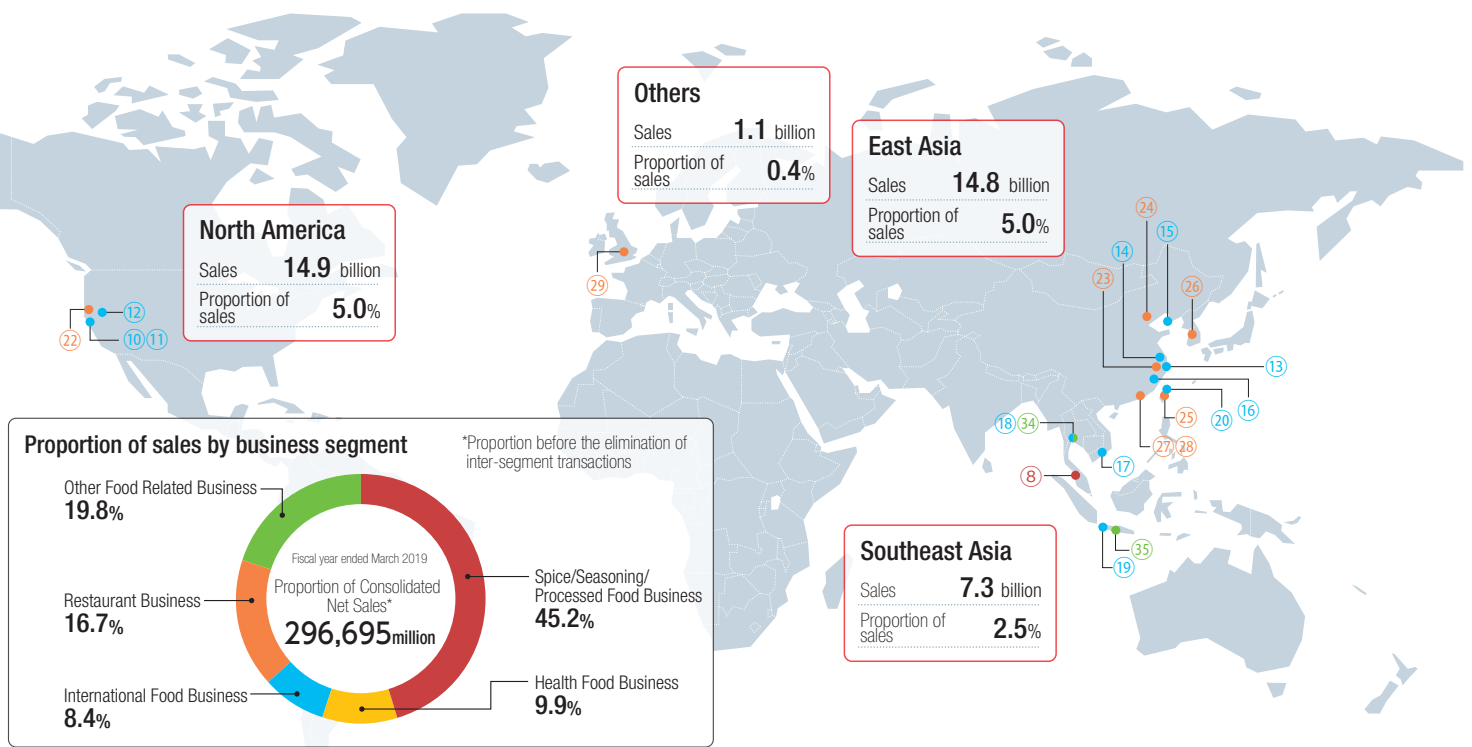 Others
Sales 1.1 billion
Proportion of
sales 0.4%
East Asia
Sales 14.8 billion
Proportion of
sales 5.0%
North America
Sales 14.9 billion
Proportion of
sales 5.0%
24
15
14
23
26
29
12
22
10 11
13
16
20
25
27 28
18 34
17
8
35
19
Southeast Asia
Sales 7.3 billion
Proportion of
sales 2.5%
Proportion of sales by business segment
*Proportion before the elimination of
inter-segment transactions
Other Food Related Business
19.8%
Restaurant Business
16.7%
International Food Business
8.4%
Fiscal year ended March 2019
Proportion of Consolidated
Net Sales*
296,695 million
Spice/Seasoning/
Processed Food Business
45.2%
Health Food Business
9.9%